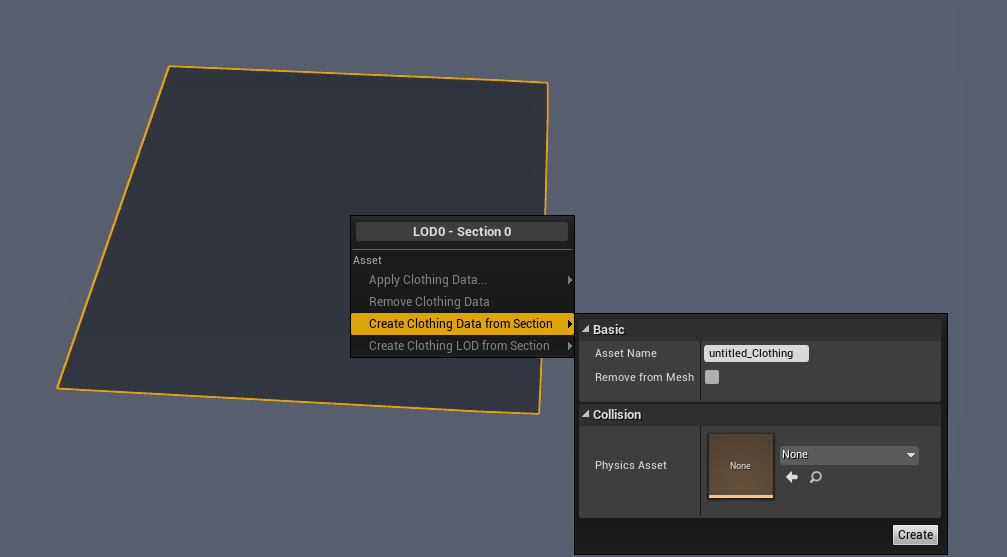 LOD0 - Section 0
Asset
Apply Clothing Data...
Remove Clothing Data
Create Clothing Data from Section
Create Clothing LOD from Section
Basic
Asset Name untitled_Clothing
Remove from Mesh
Collision
Physics Asset None None
Create